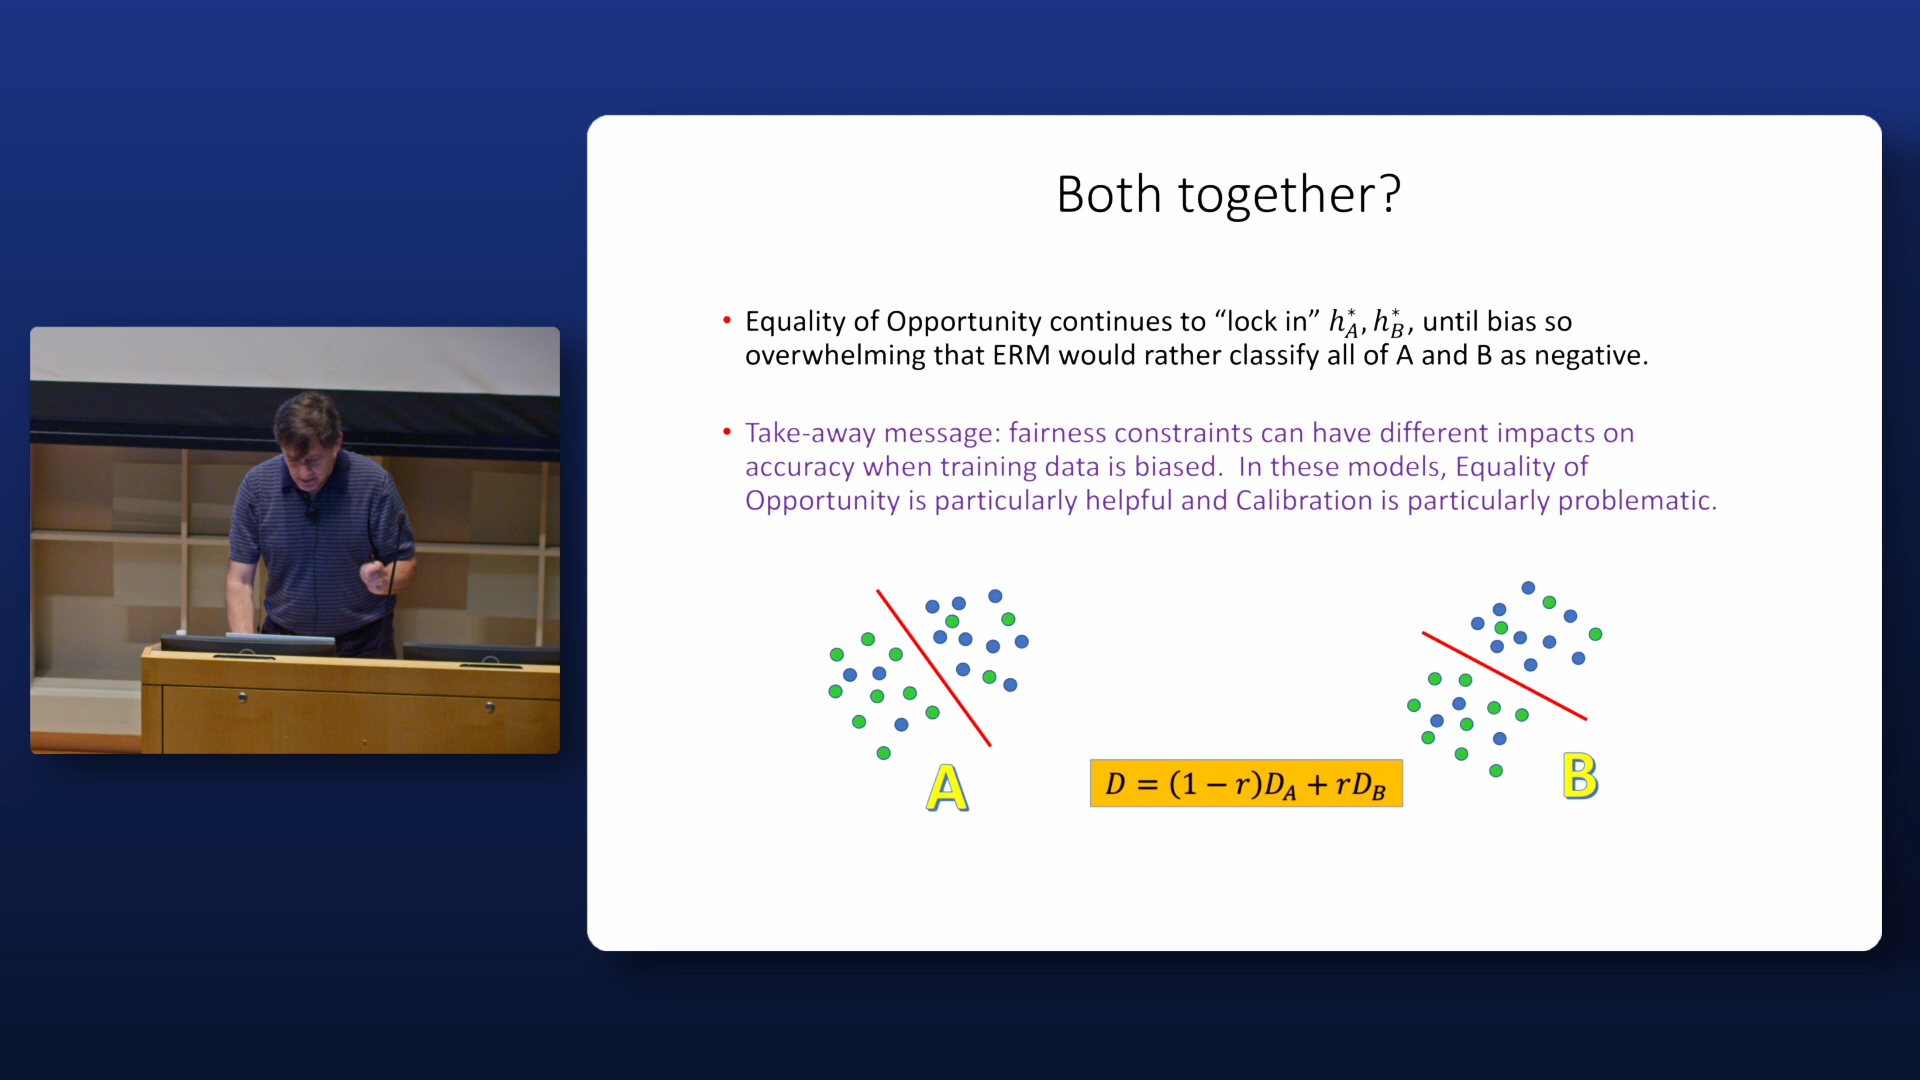 Both together?
• Equality of Opportunity continues to “lock in” $h_A^*, h_B^*$, until bias so
overwhelming that ERM would rather classify all of A and B as negative.
• Take-away message: fairness constraints can have different impacts on
accuracy when training data is biased.  In these models, Equality of
Opportunity is particularly helpful and Calibration is particularly problematic.
A
$D = (1 - r)D_A + rD_B$
B